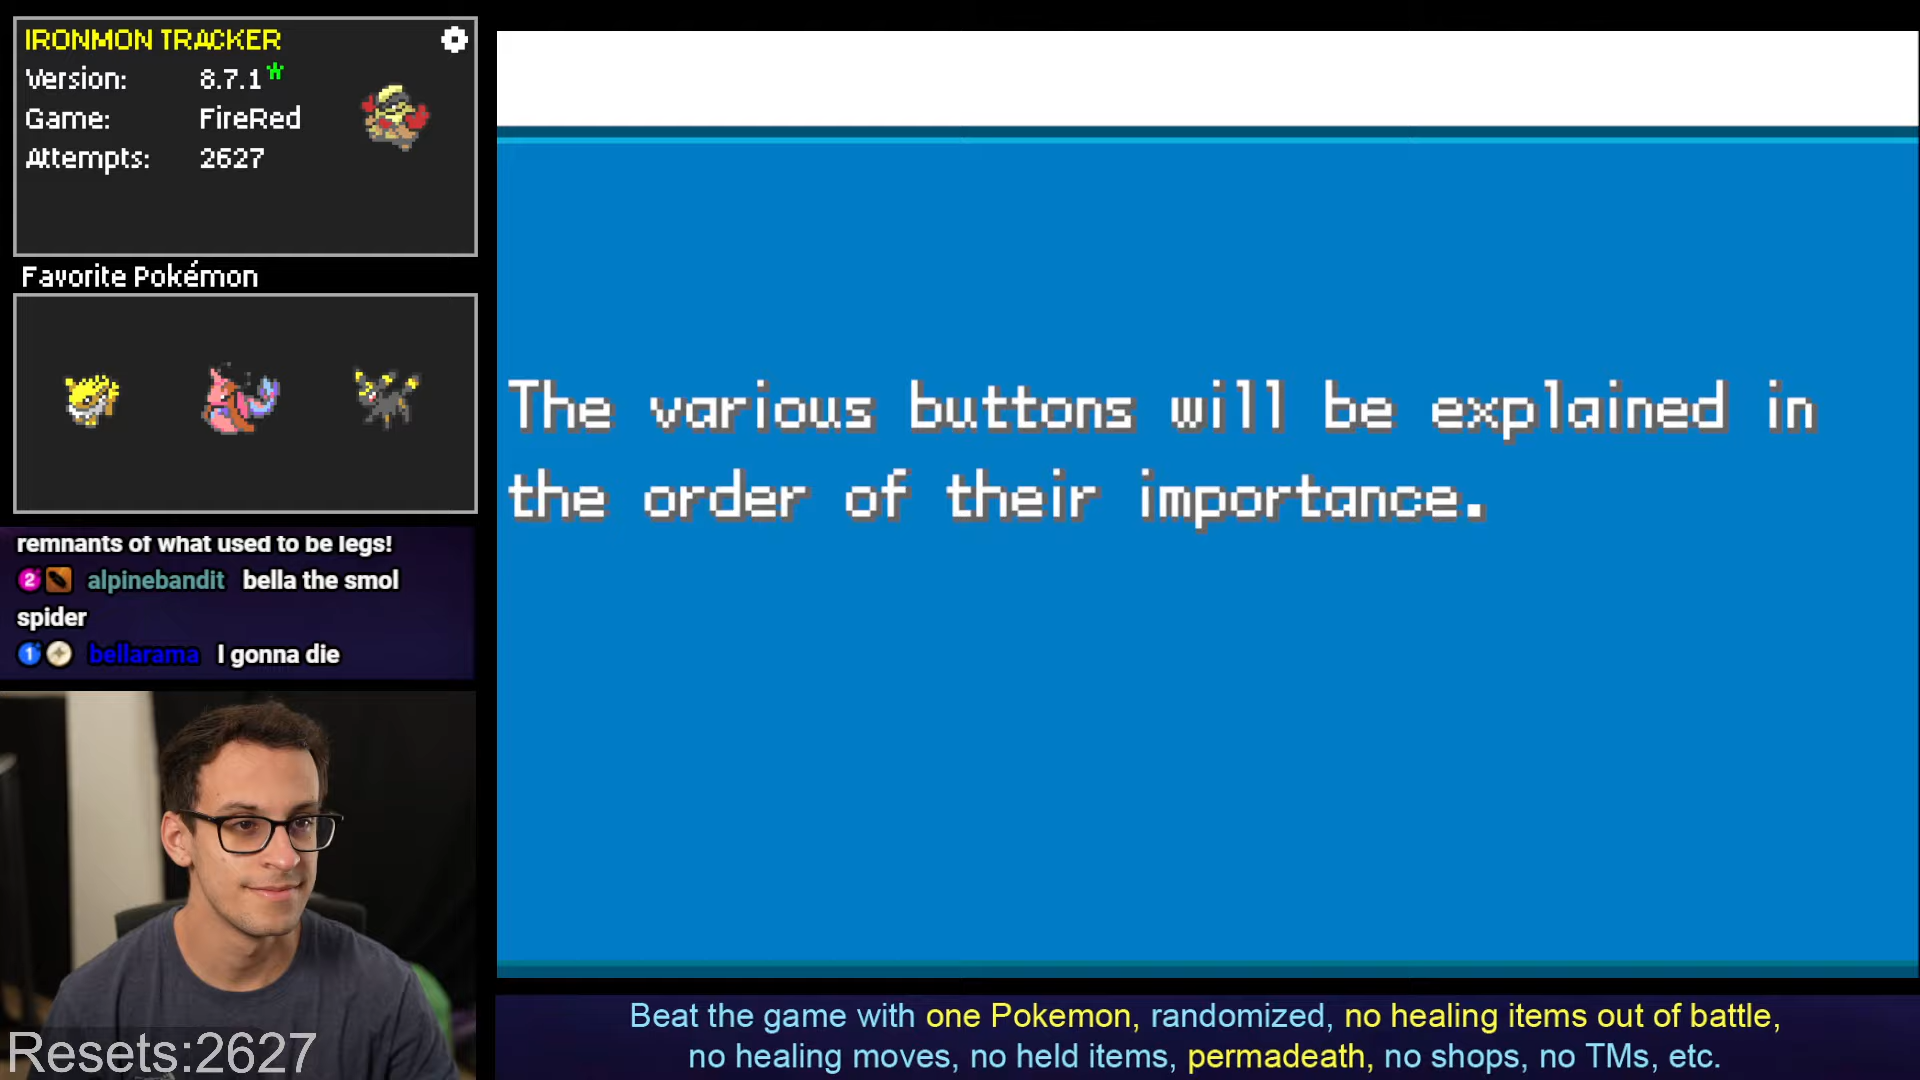 IRONMON TRACKER
Version: 8.7.1
Game: FireRed
Attempts: 2627
Favorite Pokémon
remnants of what used to be legs!
2 alpinebandit bella the smol
spider
1 bellarama I gonna die
Resets:2627
The various buttons will be explained in
the order of their importance.
Beat the game with one Pokemon, randomized, no healing items out of battle,
no healing moves, no held items, permadeath, no shops, no TMs, etc.